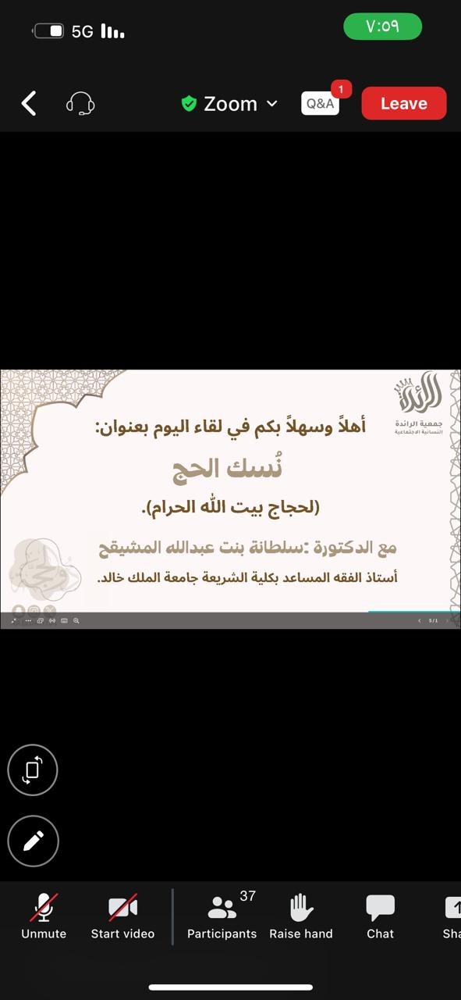 5G
٧:٥٩
Zoom
Q&A
1
Leave
الرائدة
جمعية الرائدة
النسائية الاجتماعية
أهلاً وسهلاً بكم في لقاء اليوم بعنوان:
نُسك الحج
(لحجاج بيت الله الحرام).
مع الدكتورة :سلطانة بنت عبدالله المشيقح
أستاذ الفقه المساعد بكلية الشريعة جامعة الملك خالد.
5/1
37
Unmute
Start video
Participants
Raise hand
Chat
Sha